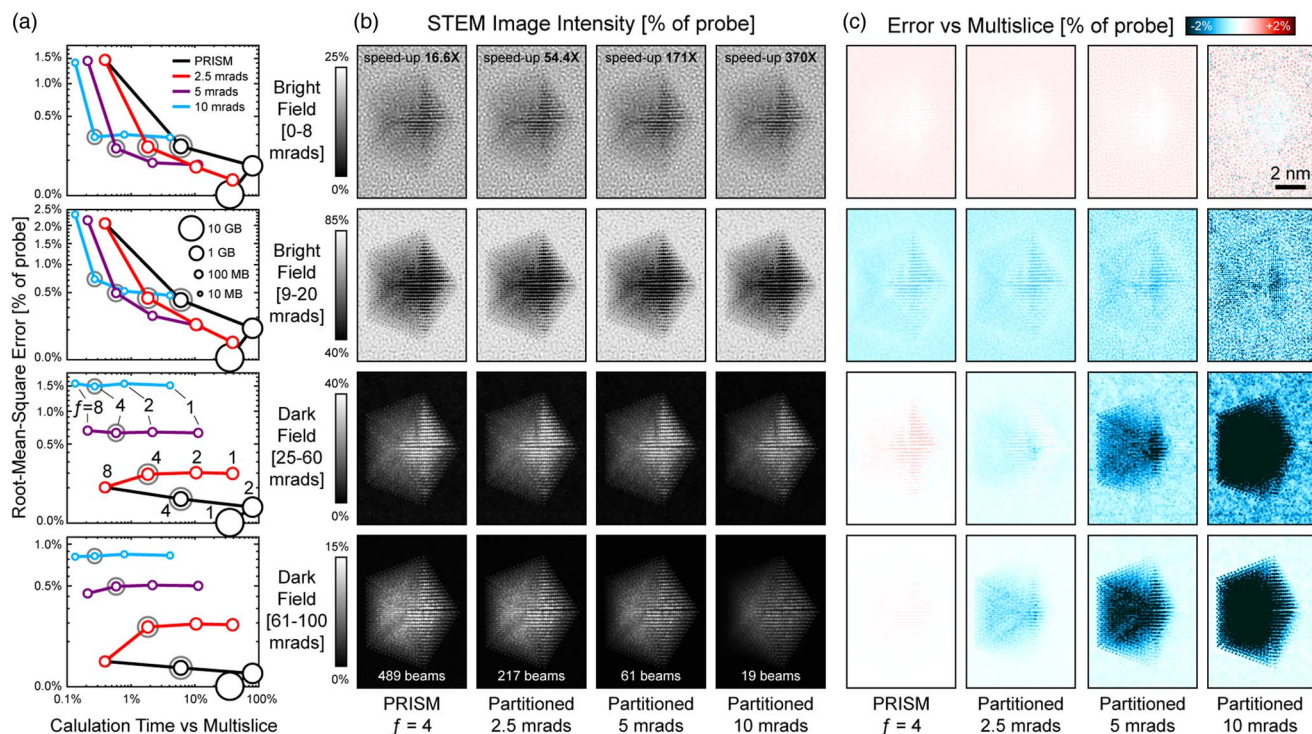 (a)
Root-Mean-Square Error [% of probe]
1.5%
1.0%
0.5%
0.0%
PRISM
2.5 mrads
5 mrads
10 mrads
2.5%
2.0%
1.5%
1.0%
0.5%
0.0%
10 GB
1 GB
100 MB
10 MB
1.5%
1.0%
0.5%
0.0%
ƒ=8
4
2
1
8
4
2
1
4
1
2
1.0%
0.5%
0.0%
0.1%
1%
10%
100%
Calulation Time vs Multislice
(b)
STEM Image Intensity [% of probe]
25%
Bright
Field
[0-8
mrads]
0%
speed-up 16.6X
speed-up 54.4X
speed-up 171X
speed-up 370X
85%
Bright
Field
[9-20
mrads]
40%
40%
Dark
Field
[25-60
mrads]
0%
15%
Dark
Field
[61-100
mrads]
0%
489 beams
217 beams
61 beams
19 beams
PRISM
ƒ = 4
Partitioned
2.5 mrads
Partitioned
5 mrads
Partitioned
10 mrads
(c)
Error vs Multislice [% of probe]
-2%
+2%
2 nm
PRISM
ƒ = 4
Partitioned
2.5 mrads
Partitioned
5 mrads
Partitioned
10 mrads